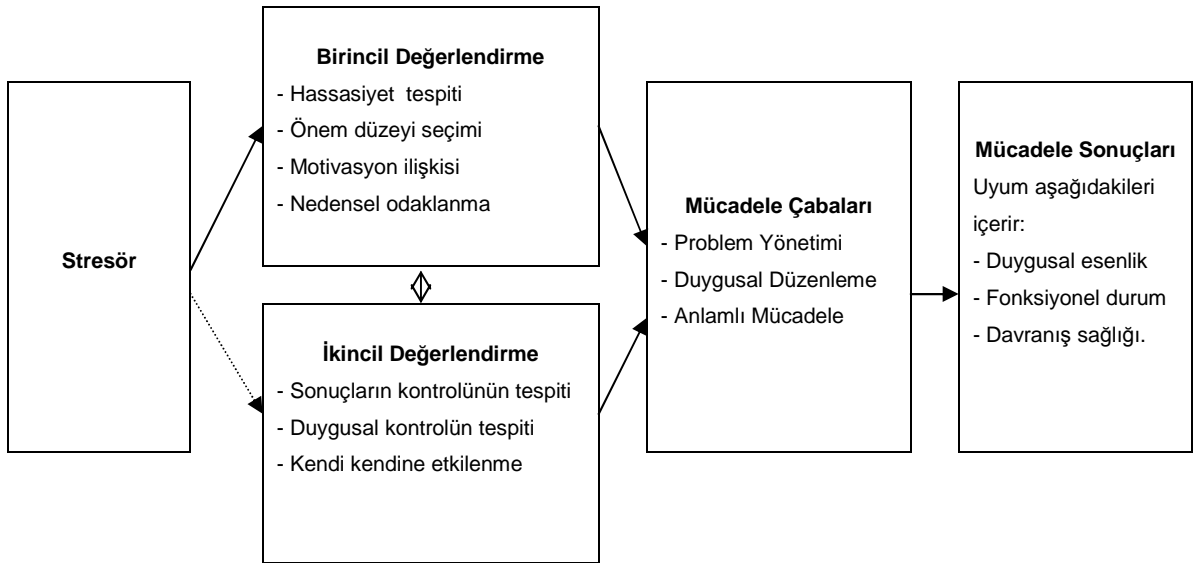 Stresör
Birincil Değerlendirme
- Hassasiyet tespiti
- Önem düzeyi seçimi
- Motivasyon ilişkisi
- Nedensel odaklanma
İkincil Değerlendirme
- Sonuçların kontrolünün tespiti
- Duygusal kontrolün tespiti
- Kendi kendine etkilenme
Mücadele Çabaları
- Problem Yönetimi
- Duygusal Düzenleme
- Anlamlı Mücadele
Mücadele Sonuçları
Uyum aşağıdakileri
içerir:
- Duygusal esenlik
- Fonksiyonel durum
- Davranış sağlığı.